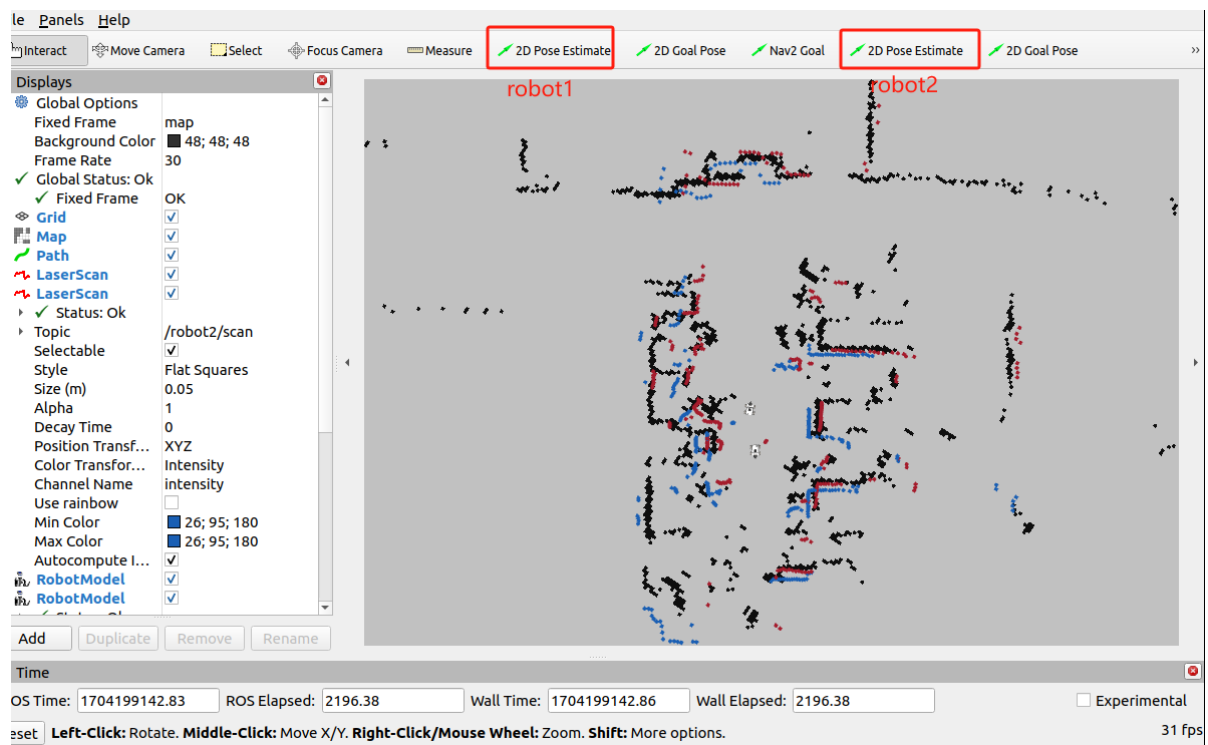 le Panels Help
Interact Move Camera Select Focus Camera Measure 2D Pose Estimate 2D Goal Pose Nav2 Goal 2D Pose Estimate 2D Goal Pose »
robot1 robot2
Displays
Global Options
Fixed Frame map
Background Color 48; 48; 48
Frame Rate 30
Global Status: Ok
Fixed Frame OK
Grid
Map
Path
LaserScan
LaserScan
Status: Ok
Topic /robot2/scan
Selectable
Style Flat Squares
Size (m) 0.05
Alpha 1
Decay Time 0
Position Transf... XYZ
Color Transfor... Intensity
Channel Name intensity
Use rainbow
Min Color 26; 95; 180
Max Color 26; 95; 180
Autocompute I...
RobotModel
RobotModel
Add Duplicate Remove Rename
Time
OS Time: 1704199142.83 ROS Elapsed: 2196.38 Wall Time: 1704199142.86 Wall Elapsed: 2196.38 Experimental
eset Left-Click: Rotate. Middle-Click: Move X/Y. Right-Click/Mouse Wheel: Zoom. Shift: More options. 31 fps